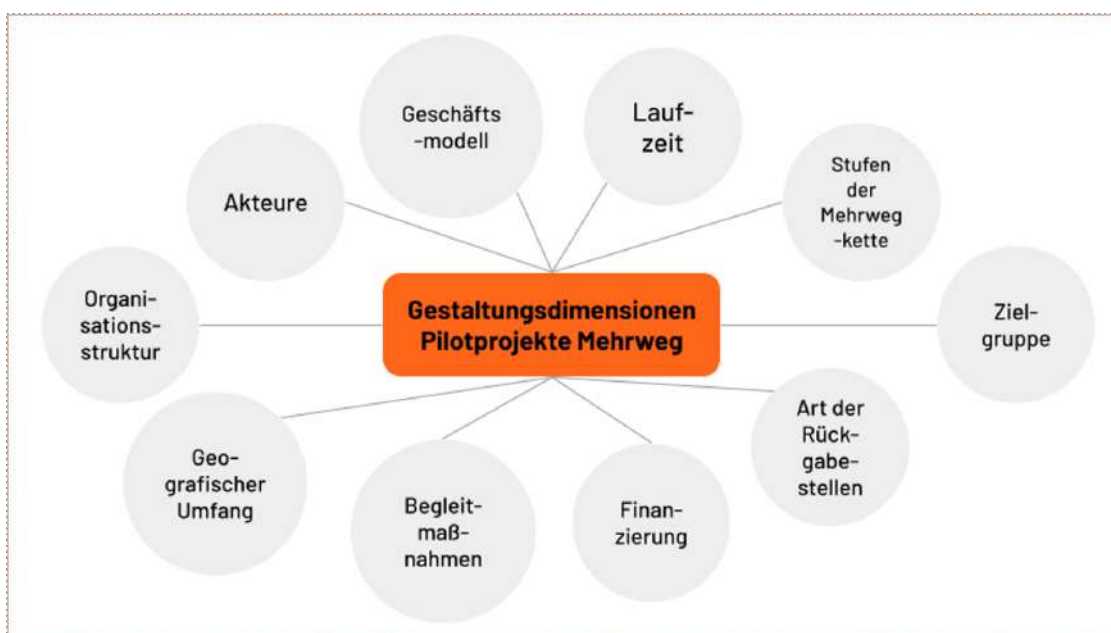 Geschäfts
-modell
Lauf-
zeit
Akteure
Stufen
der
Mehrweg
-kette
Organi-
sations-
struktur
Gestaltungsdimensionen
Pilotprojekte Mehrweg
Ziel-
gruppe
Geo-
grafischer
Umfang
Begleit-
maß-
nahmen
Finan-
zierung
Art der
Rück-
gabe-
stellen